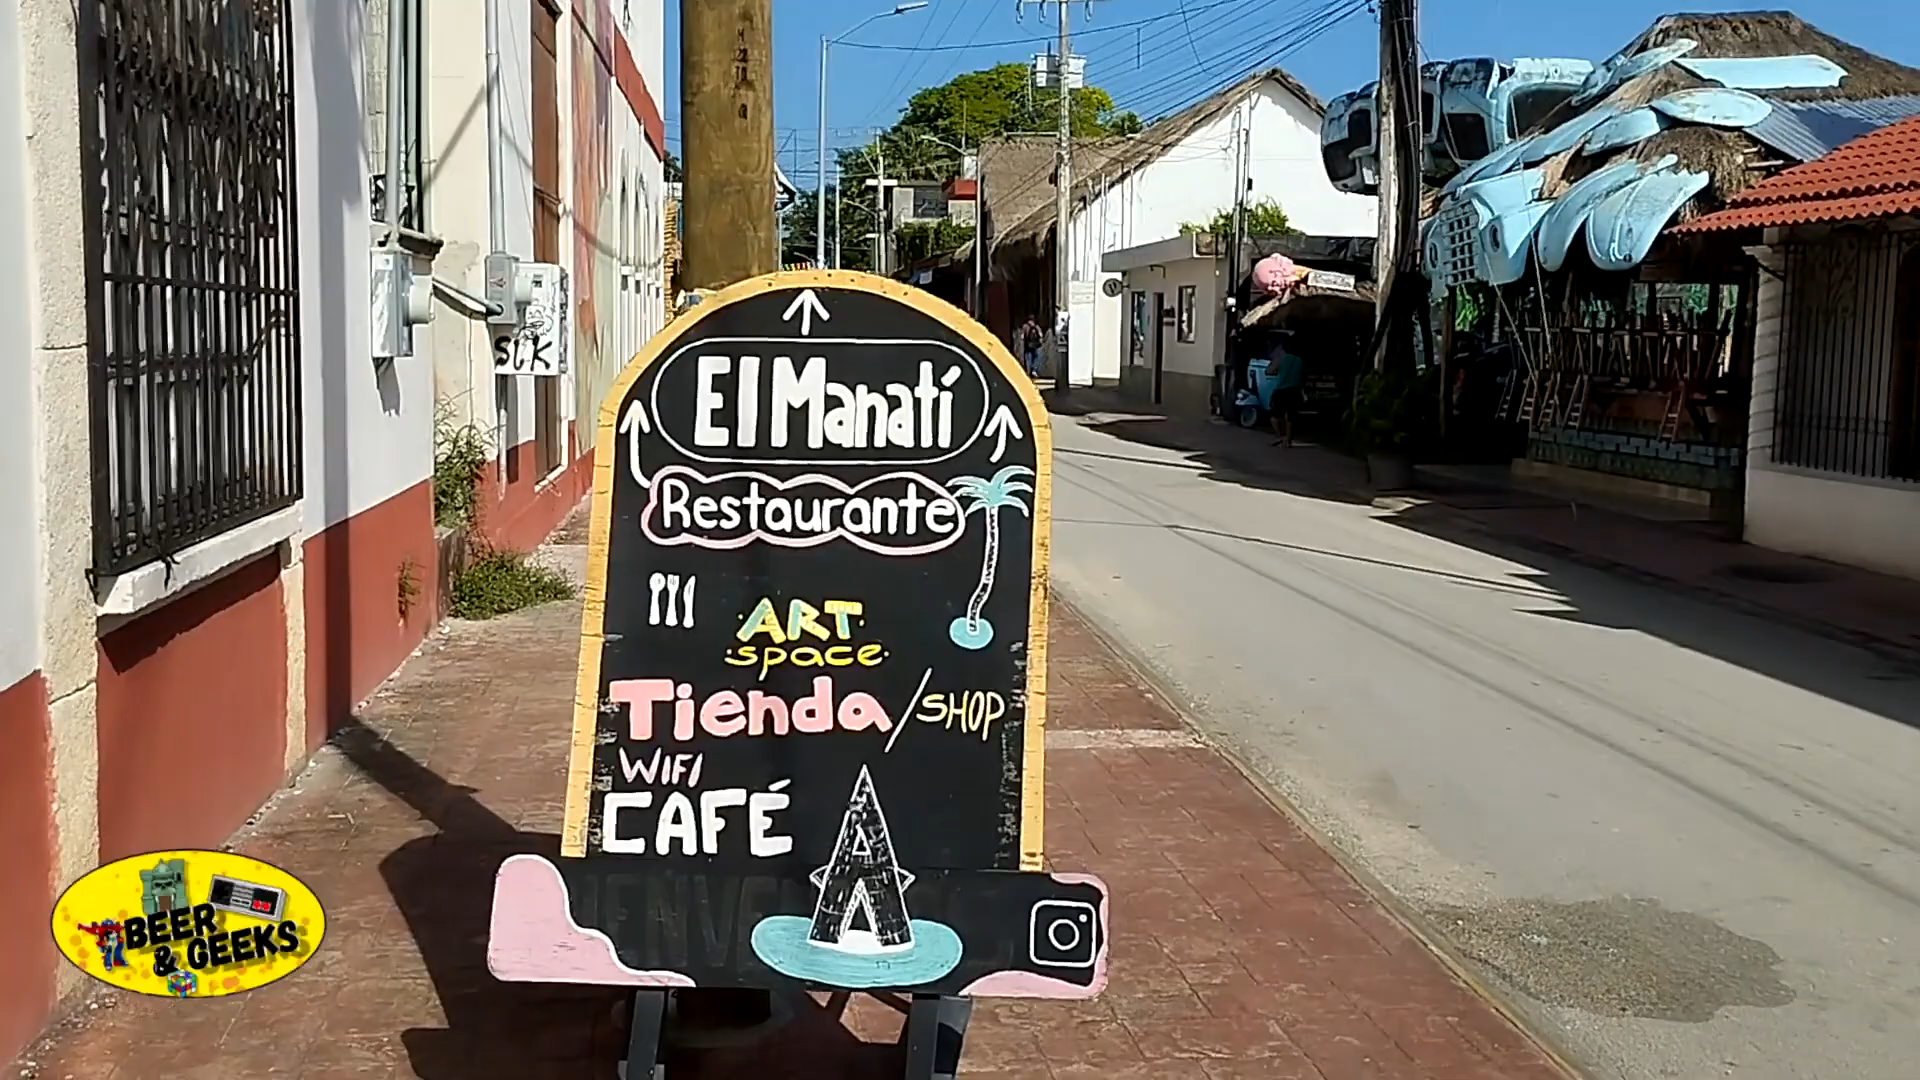 El Manatí
Restaurante
ART
space
Tienda/SHOP
WIFI
CAFÉ
SCK
BEER
& GEEKS